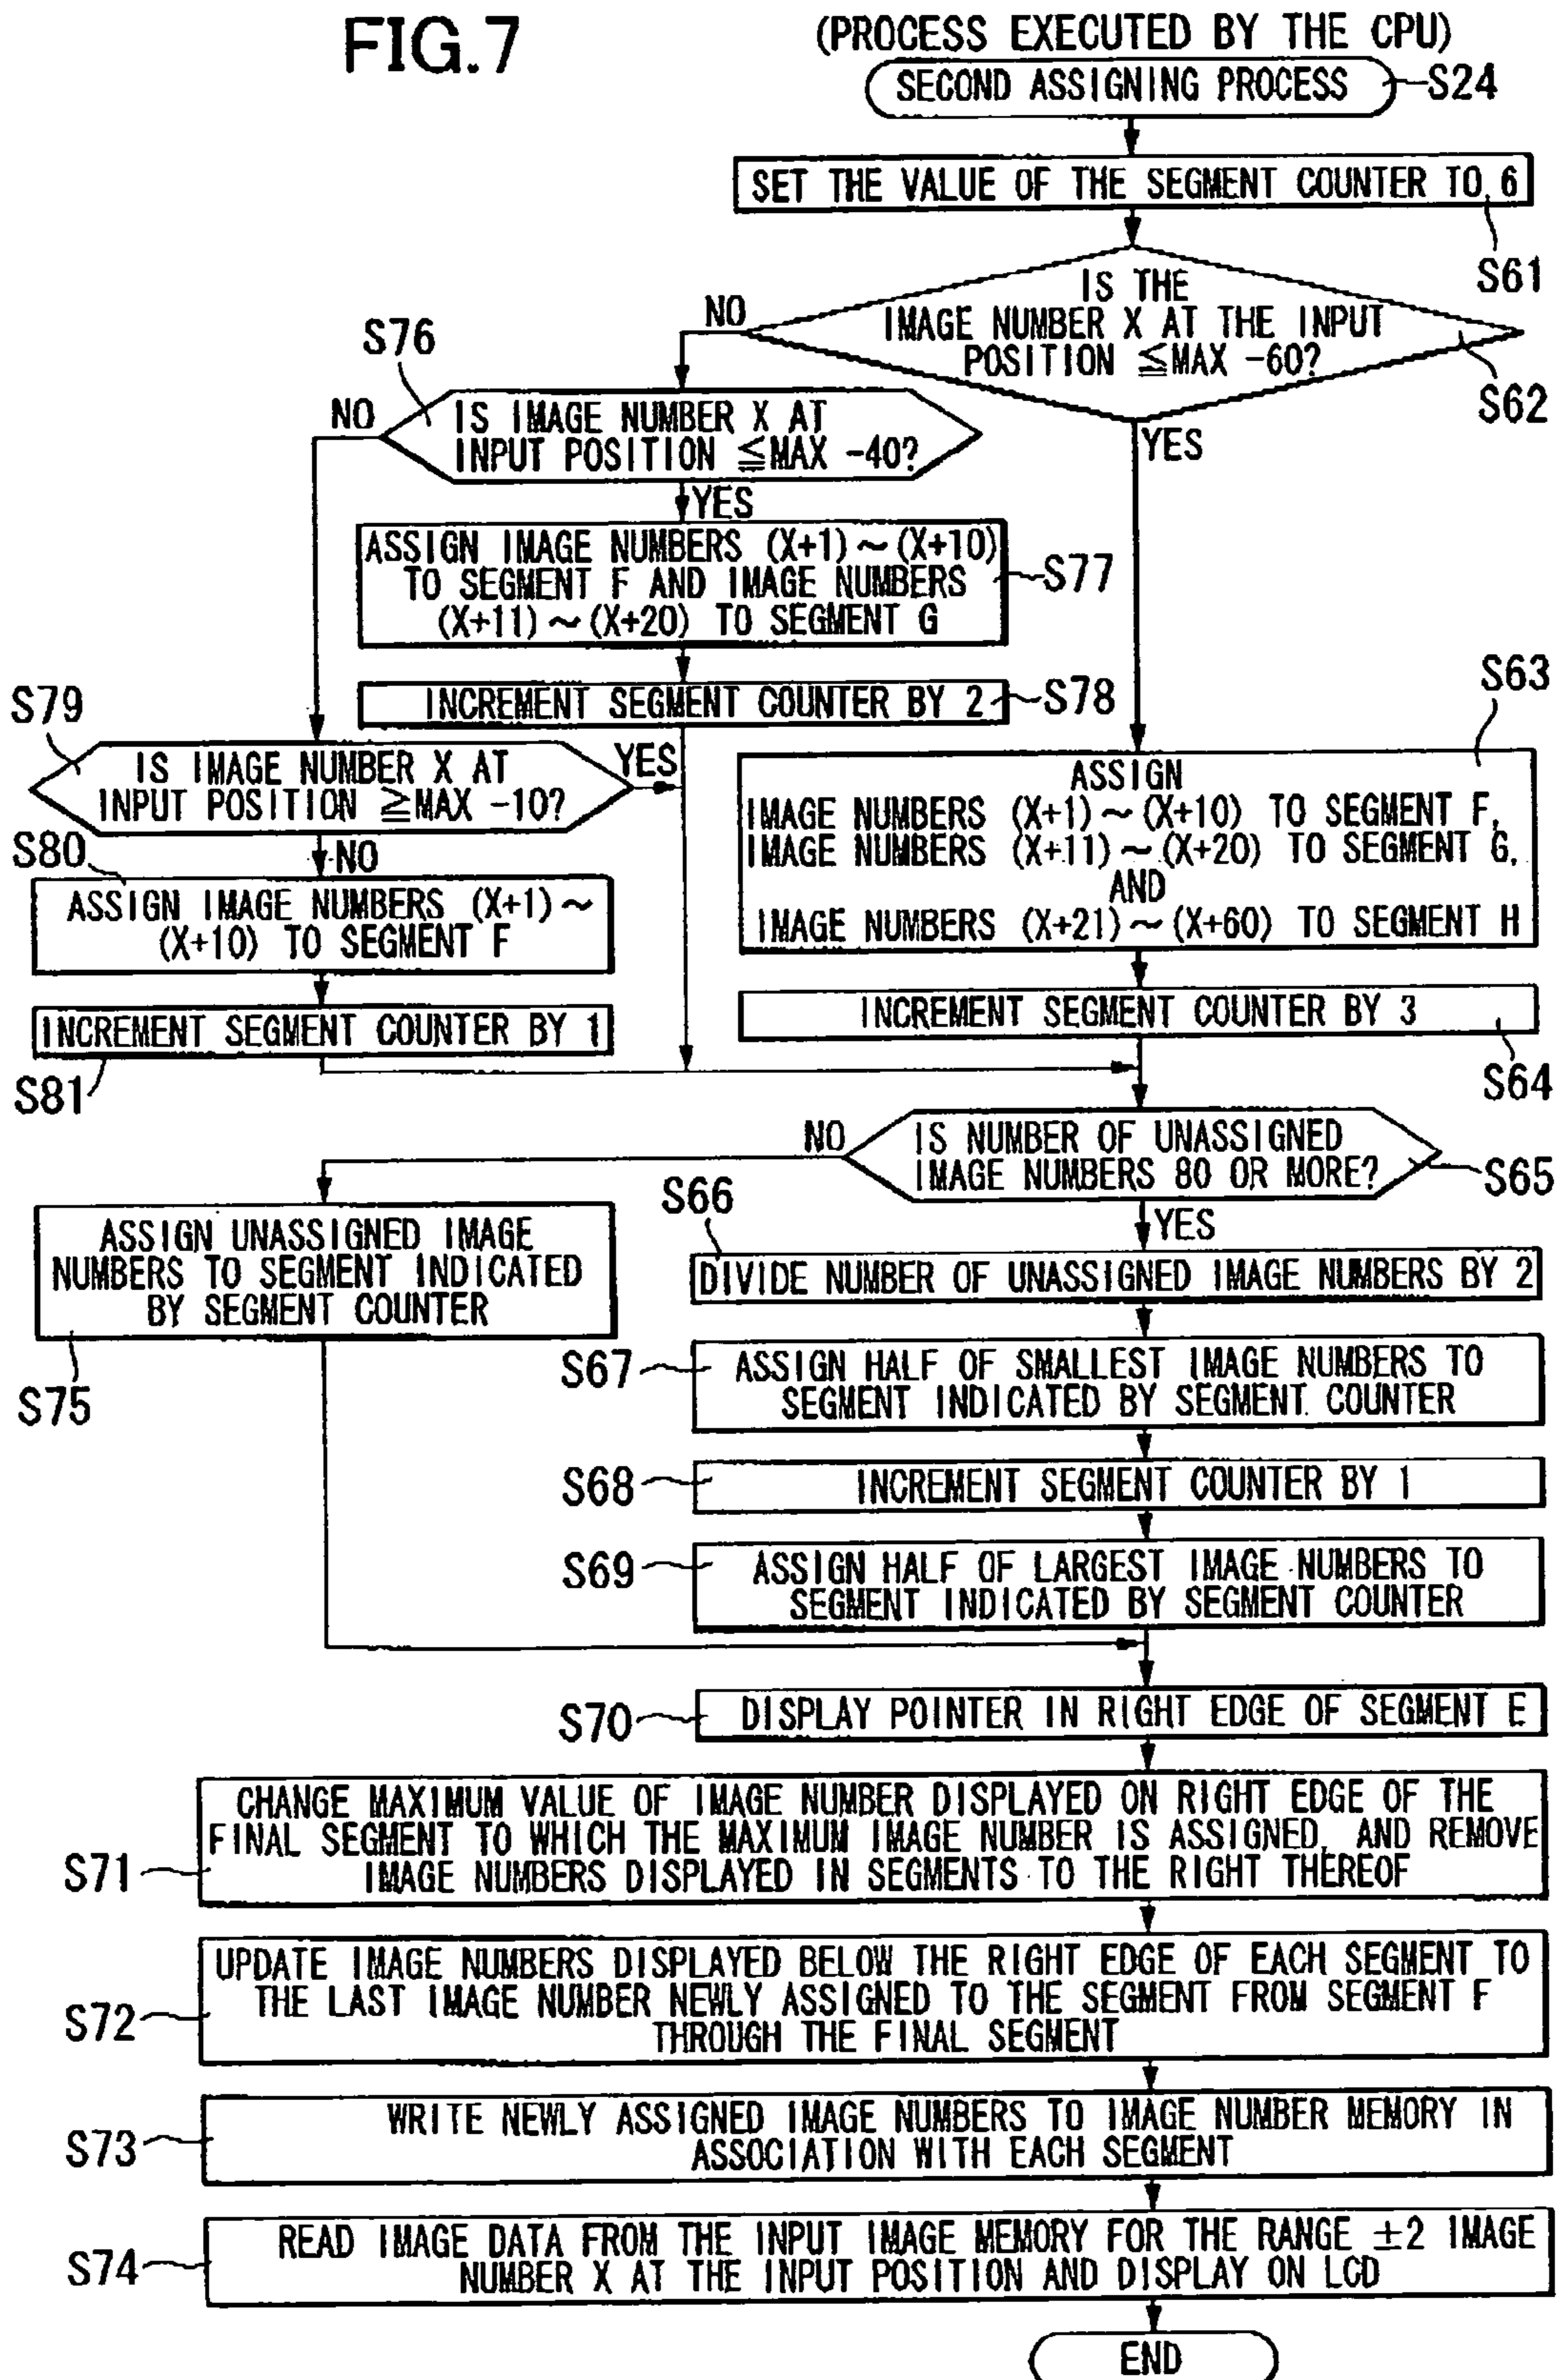 FIG.7
(PROCESS EXECUTED BY THE CPU)
SECOND ASSIGNING PROCESS
S24
SET THE VALUE OF THE SEGMENT COUNTER TO 6
S61
IS THE
IMAGE NUMBER X AT THE INPUT
POSITION ≦MAX -60?
S62
NO
YES
S76
IS IMAGE NUMBER X AT
INPUT POSITION ≦MAX -40?
NO
YES
ASSIGN IMAGE NUMBERS (X+1)~(X+10)
TO SEGMENT F AND IMAGE NUMBERS
(X+11)~(X+20) TO SEGMENT G
S77
INCREMENT SEGMENT COUNTER BY 2
S78
S63
ASSIGN
IMAGE NUMBERS (X+1)~(X+10) TO SEGMENT F,
IMAGE NUMBERS (X+11)~(X+20) TO SEGMENT G,
AND
IMAGE NUMBERS (X+21)~(X+60) TO SEGMENT H
S79
IS IMAGE NUMBER X AT
INPUT POSITION ≧MAX -10?
YES
NO
S80
ASSIGN IMAGE NUMBERS (X+1)~
(X+10) TO SEGMENT F
INCREMENT SEGMENT COUNTER BY 1
S81
INCREMENT SEGMENT COUNTER BY 3
S64
IS NUMBER OF UNASSIGNED
IMAGE NUMBERS 80 OR MORE?
S65
NO
YES
ASSIGN UNASSIGNED IMAGE
NUMBERS TO SEGMENT INDICATED
BY SEGMENT COUNTER
S75
S66
DIVIDE NUMBER OF UNASSIGNED IMAGE NUMBERS BY 2
S67
ASSIGN HALF OF SMALLEST IMAGE NUMBERS TO
SEGMENT INDICATED BY SEGMENT COUNTER
S68
INCREMENT SEGMENT COUNTER BY 1
S69
ASSIGN HALF OF LARGEST IMAGE NUMBERS TO
SEGMENT INDICATED BY SEGMENT COUNTER
S70
DISPLAY POINTER IN RIGHT EDGE OF SEGMENT E
S71
CHANGE MAXIMUM VALUE OF IMAGE NUMBER DISPLAYED ON RIGHT EDGE OF THE
FINAL SEGMENT TO WHICH THE MAXIMUM IMAGE NUMBER IS ASSIGNED, AND REMOVE
IMAGE NUMBERS DISPLAYED IN SEGMENTS TO THE RIGHT THEREOF
S72
UPDATE IMAGE NUMBERS DISPLAYED BELOW THE RIGHT EDGE OF EACH SEGMENT TO
THE LAST IMAGE NUMBER NEWLY ASSIGNED TO THE SEGMENT FROM SEGMENT F
THROUGH THE FINAL SEGMENT
S73
WRITE NEWLY ASSIGNED IMAGE NUMBERS TO IMAGE NUMBER MEMORY IN
ASSOCIATION WITH EACH SEGMENT
S74
READ IMAGE DATA FROM THE INPUT IMAGE MEMORY FOR THE RANGE ±2 IMAGE
NUMBER X AT THE INPUT POSITION AND DISPLAY ON LCD
END